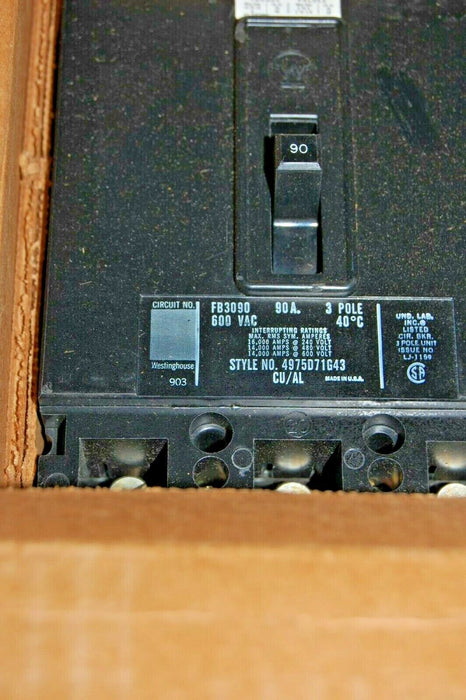 90
CIRCUIT NO.
Westinghouse
903
FB3090 90A. 3 POLE
600 VAC 40°C
INTERRUPTING RATINGS
MAX. RMS SYM. AMPERES
18,000 AMPS @ 240 VOLT
14,000 AMPS @ 480 VOLT
14,000 AMPS @ 600 VOLT
STYLE NO. 4975D71G43
CU/AL MADE IN U.S.A.
UND. LAB.
INC.®
LISTED
CIR. BKR.
3 POLE UNIT
ISSUE NO.